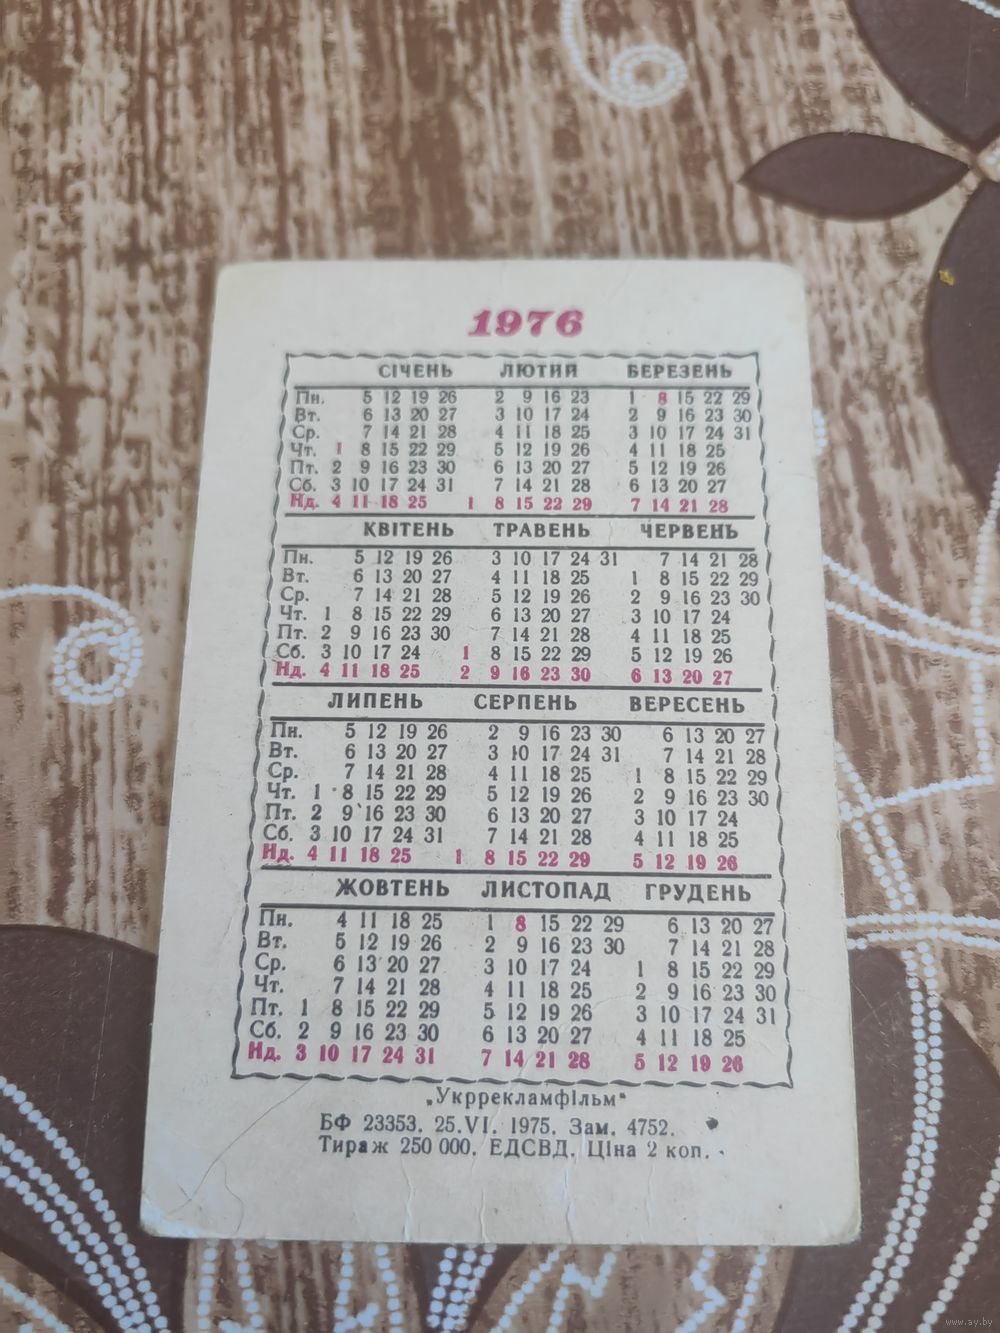 1976
СІЧЕНЬ ЛЮТИЙ БЕРЕЗЕНЬ
Пн. 5 12 19 26 2 9 16 23 1 8 15 22 29
Вт. 6 13 20 27 3 10 17 24 2 9 16 23 30
Ср. 7 14 21 28 4 11 18 25 3 10 17 24 31
Чт. 1 8 15 22 29 5 12 19 26 4 11 18 25
Пт. 2 9 16 23 30 6 13 20 27 5 12 19 26
Сб. 3 10 17 24 31 7 14 21 28 6 13 20 27
Нд. 4 11 18 25 1 8 15 22 29 7 14 21 28
КВІТЕНЬ ТРАВЕНЬ ЧЕРВЕНЬ
Пн. 5 12 19 26 3 10 17 24 31 7 14 21 28
Вт. 6 13 20 27 4 11 18 25 1 8 15 22 29
Ср. 7 14 21 28 5 12 19 26 2 9 16 23 30
Чт. 1 8 15 22 29 6 13 20 27 3 10 17 24
Пт. 2 9 16 23 30 7 14 21 28 4 11 18 25
Сб. 3 10 17 24 1 8 15 22 29 5 12 19 26
Нд. 4 11 18 25 2 9 16 23 30 6 13 20 27
ЛИПЕНЬ СЕРПЕНЬ ВЕРЕСЕНЬ
Пн. 5 12 19 26 2 9 16 23 30 6 13 20 27
Вт. 6 13 20 27 3 10 17 24 31 7 14 21 28
Ср. 7 14 21 28 4 11 18 25 1 8 15 22 29
Чт. 1 8 15 22 29 5 12 19 26 2 9 16 23 30
Пт. 2 9 16 23 30 6 13 20 27 3 10 17 24
Сб. 3 10 17 24 31 7 14 21 28 4 11 18 25
Нд. 4 11 18 25 1 8 15 22 29 5 12 19 26
ЖОВТЕНЬ ЛИСТОПАД ГРУДЕНЬ
Пн. 4 11 18 25 1 8 15 22 29 6 13 20 27
Вт. 5 12 19 26 2 9 16 23 30 7 14 21 28
Ср. 6 13 20 27 3 10 17 24 1 8 15 22 29
Чт. 7 14 21 28 4 11 18 25 2 9 16 23 30
Пт. 1 8 15 22 29 5 12 19 26 3 10 17 24 31
Сб. 2 9 16 23 30 6 13 20 27 4 11 18 25
Нд. 3 10 17 24 31 7 14 21 28 5 12 19 26
„Укррекламфільм"
БФ 23353. 25.VI. 1975. Зам. 4752.
Тираж 250 000. ЕДСВД. Ціна 2 коп.
www.ay.by